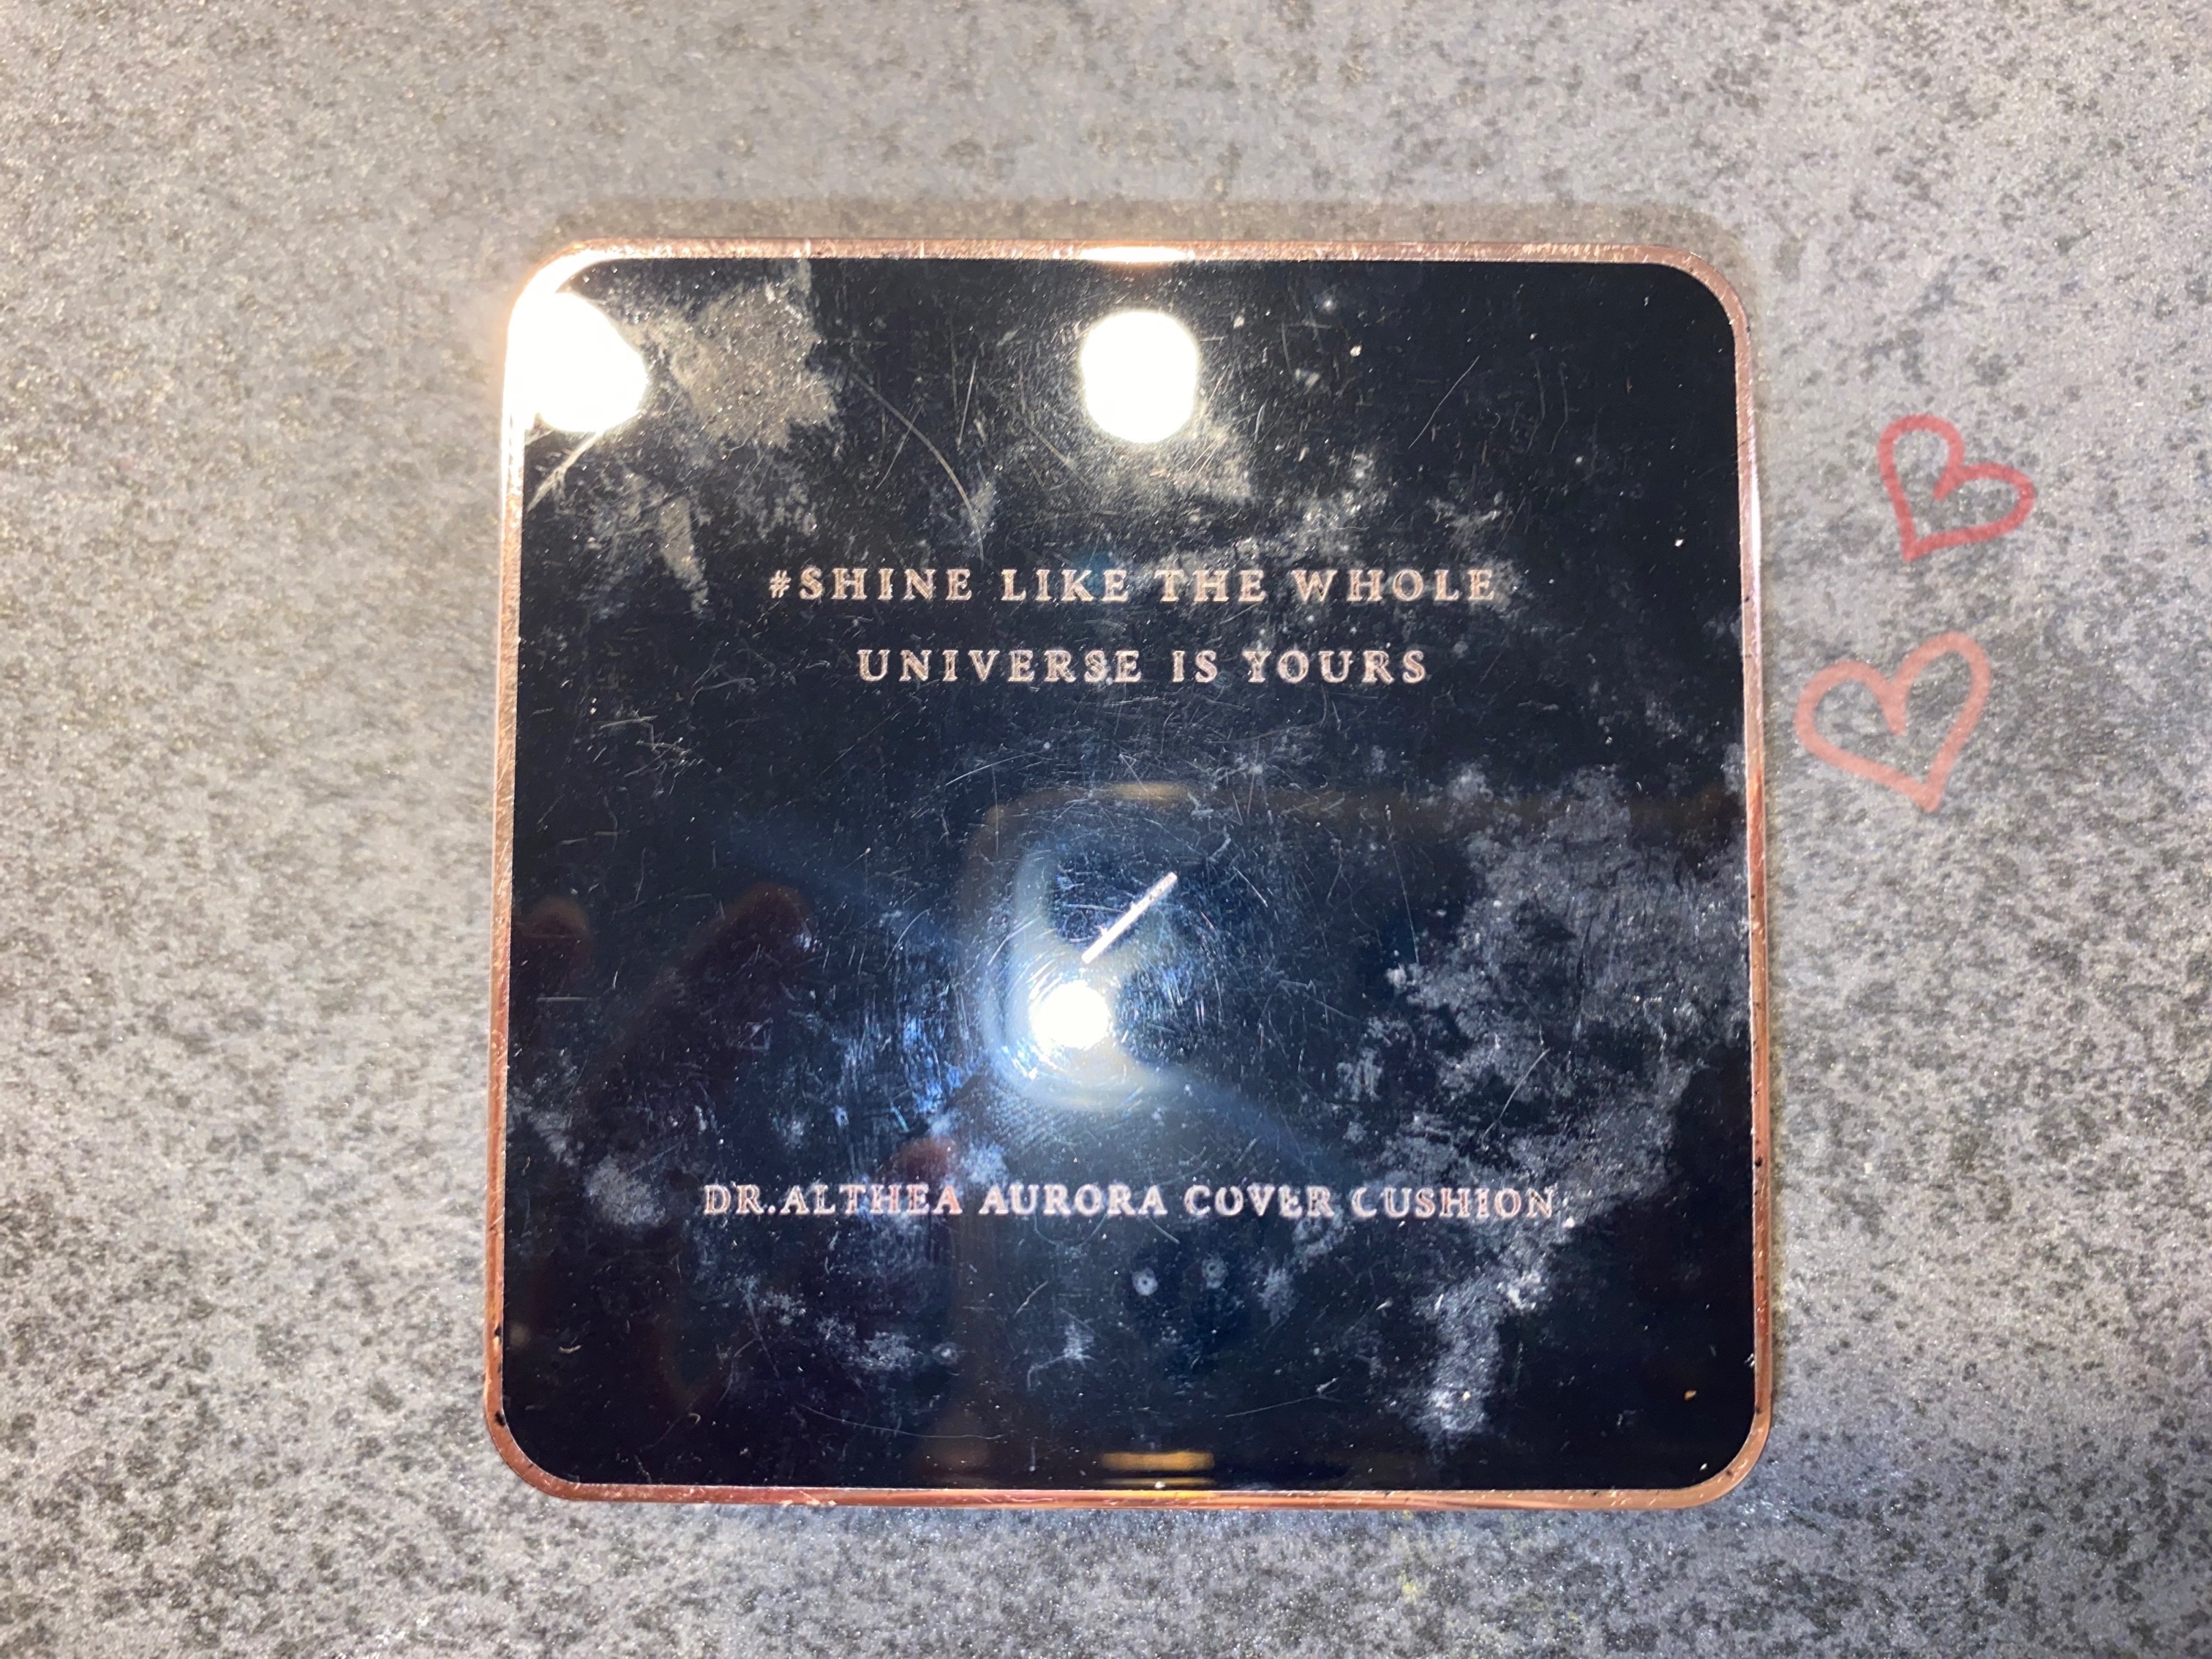 #SHINE LIKE THE WHOLE
UNIVERSE IS YOURS
DR.ALTHEA AURORA COVER CUSHION